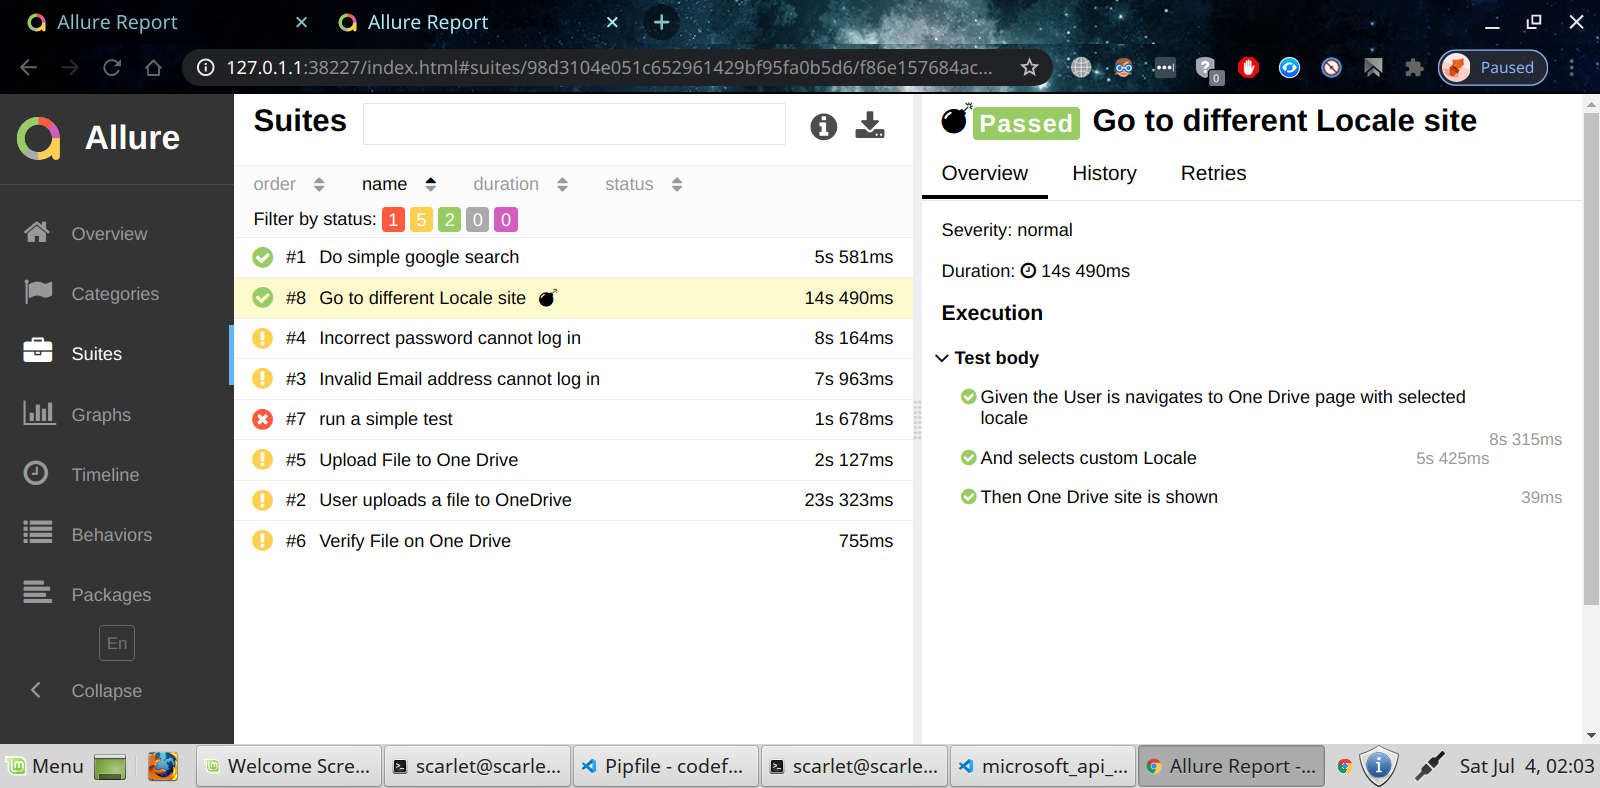 Allure Report
Allure Report
127.0.1.1:38227/index.html#suites/98d3104e051c652961429bf95fa0b5d6/f86e157684ac...
0
Paused
Allure
Overview
Categories
Suites
Graphs
Timeline
Behaviors
Packages
En
Collapse
Suites
order name duration status
Filter by status: 1 5 2 0 0
#1 Do simple google search 5s 581ms
#8 Go to different Locale site 14s 490ms
#4 Incorrect password cannot log in 8s 164ms
#3 Invalid Email address cannot log in 7s 963ms
#7 run a simple test 1s 678ms
#5 Upload File to One Drive 2s 127ms
#2 User uploads a file to OneDrive 23s 323ms
#6 Verify File on One Drive 755ms
Passed Go to different Locale site
Overview History Retries
Severity: normal
Duration: 14s 490ms
Execution
Test body
Given the User is navigates to One Drive page with selected
locale
8s 315ms
And selects custom Locale 5s 425ms
Then One Drive site is shown 39ms
Menu Welcome Scre... scarlet@scarle... Pipfile - codef... scarlet@scarle... microsoft_api_... Allure Report -... Sat Jul 4, 02:03